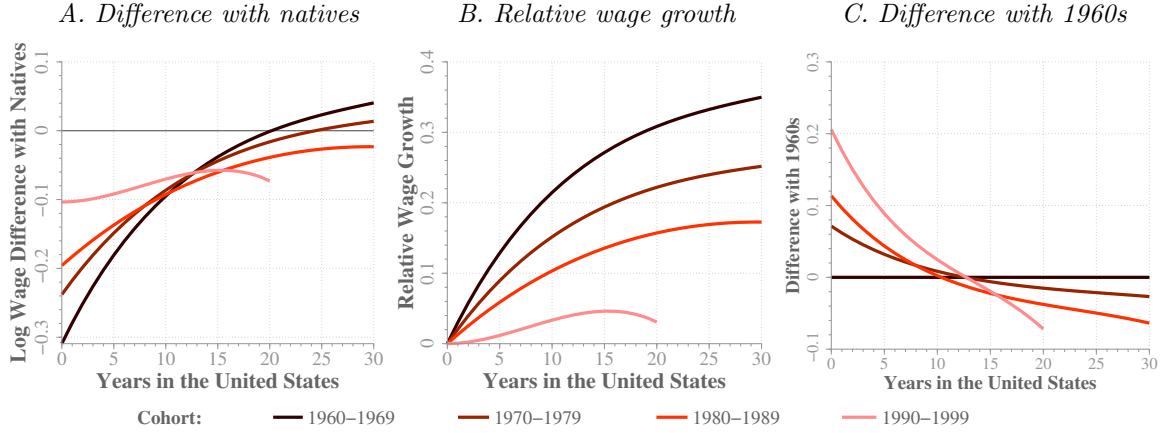 A. Difference with natives
B. Relative wage growth
C. Difference with 1960s
Log Wage Difference with Natives
0.1
0
−0.1
−0.2
−0.3
0 5 10 15 20 25 30
Years in the United States
Relative Wage Growth
0.4
0.3
0.2
0.1
0
0 5 10 15 20 25 30
Years in the United States
Difference with 1960s
0.3
0.2
0.1
0
−0.1
0 5 10 15 20 25 30
Years in the United States
Cohort: 1960−1969 1970−1979 1980−1989 1990−1999